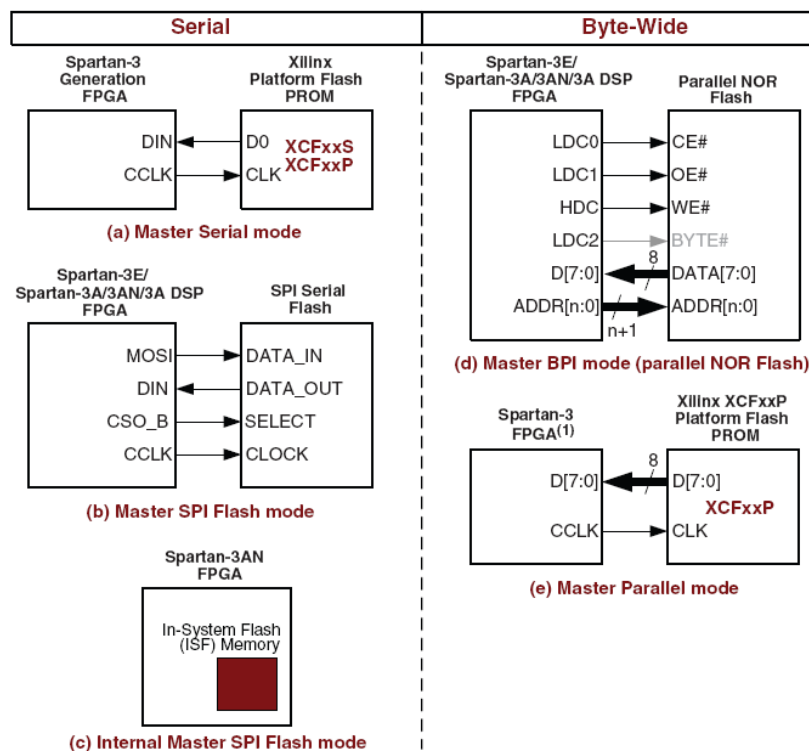 Serial
Byte-Wide
Spartan-3
Generation
FPGA
Xilinx
Platform Flash
PROM
DIN
CCLK
D0
CLK
XCFxxS
XCFxxP
(a) Master Serial mode
Spartan-3E/
Spartan-3A/3AN/3A DSP
FPGA
SPI Serial
Flash
MOSI
DIN
CSO_B
CCLK
DATA_IN
DATA_OUT
SELECT
CLOCK
(b) Master SPI Flash mode
Spartan-3AN
FPGA
In-System Flash
(ISF) Memory
(c) Internal Master SPI Flash mode
Spartan-3E/
Spartan-3A/3AN/3A DSP
FPGA
Parallel NOR
Flash
LDC0
LDC1
HDC
LDC2
D[7:0]
ADDR[n:0]
8
n+1
CE#
OE#
WE#
BYTE#
DATA[7:0]
ADDR[n:0]
(d) Master BPI mode (parallel NOR Flash)
Spartan-3
FPGA(1)
Xilinx XCFxxP
Platform Flash
PROM
D[7:0]
CCLK
8
D[7:0]
XCFxxP
CLK
(e) Master Parallel mode